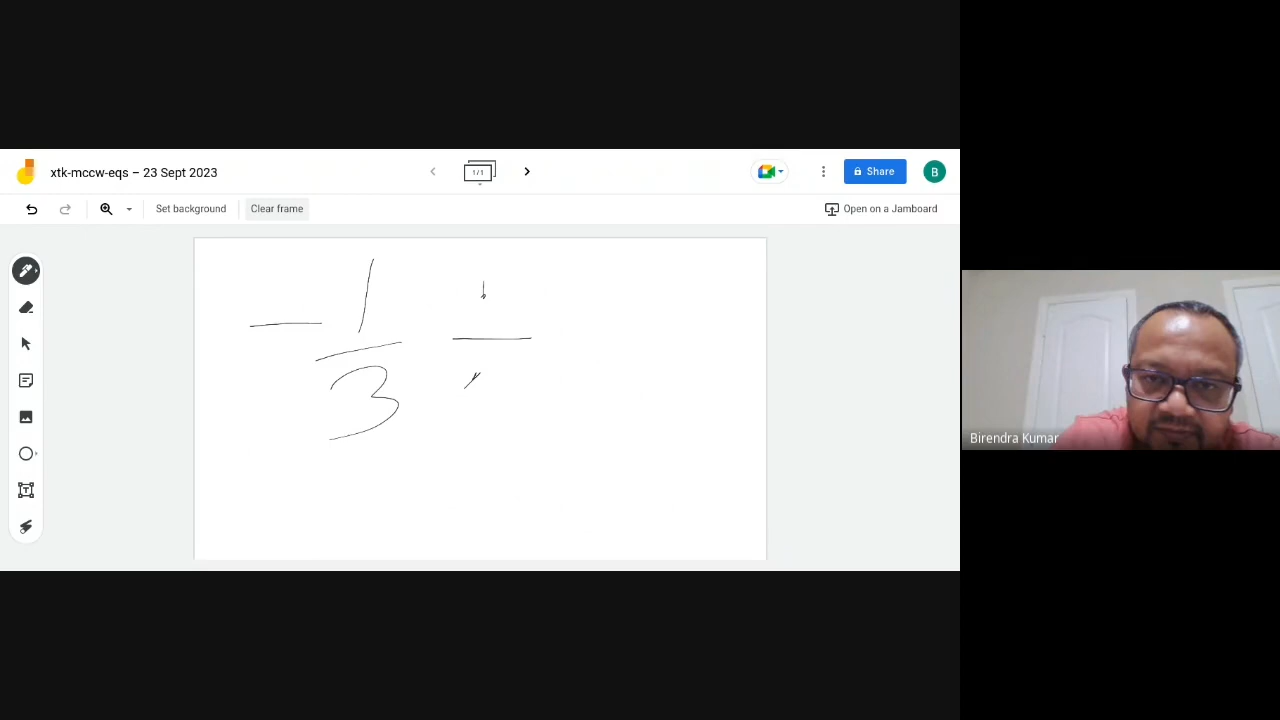 xtk-mccw-eqs – 23 Sept 2023
1/1
Share
B
Set background
Clear frame
Open on a Jamboard
— 1
3
Birendra Kumar